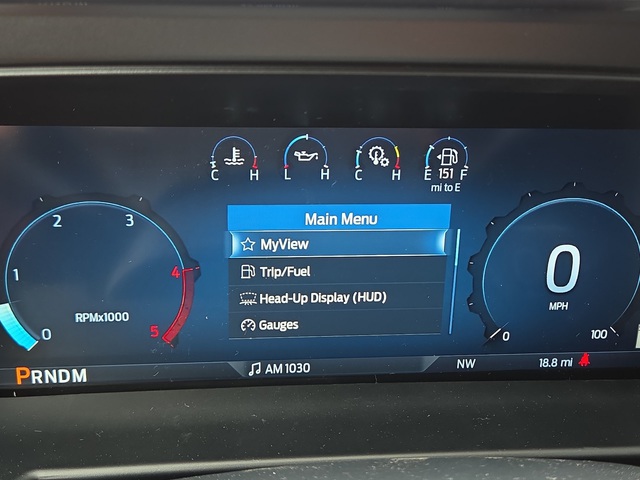 C H
L H
C H
E 151 F
mi to E
Main Menu
MyView
Trip/Fuel
Head-Up Display (HUD)
Gauges
0 1 2 3 4 5
RPMx1000
0
MPH
0 100
PRNDM
AM 1030
NW
18.8 mi